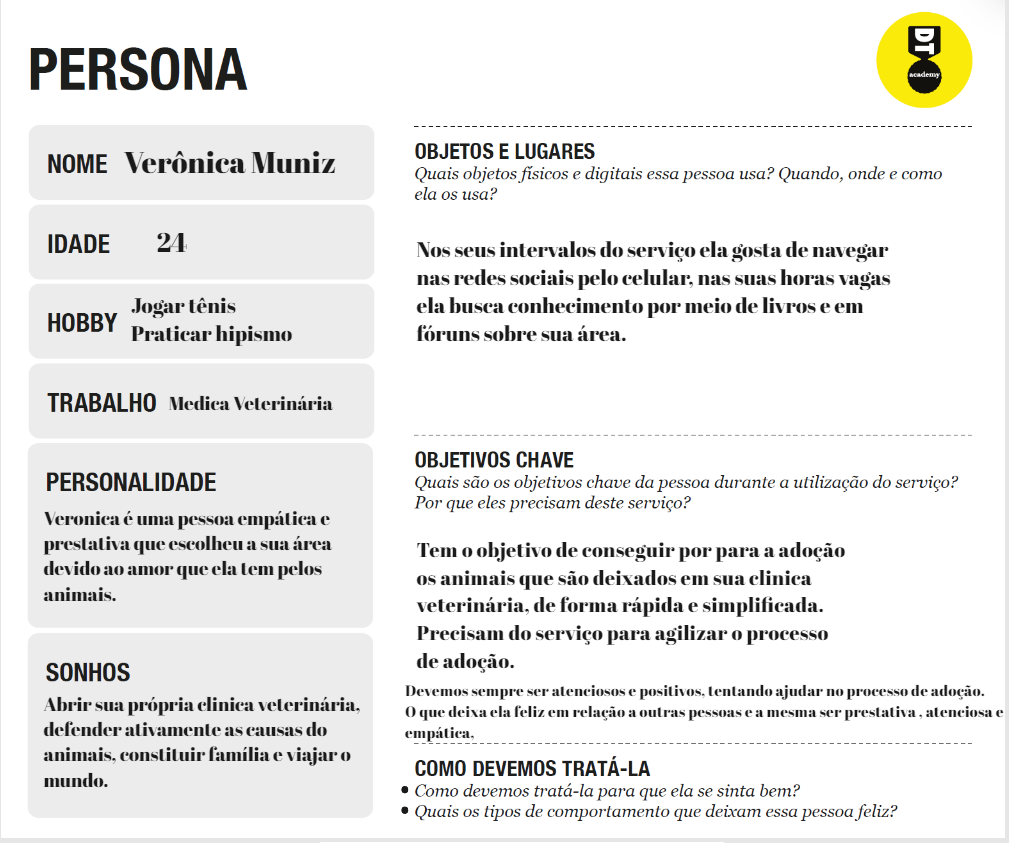 PERSONA
DT
academy
NOME Verônica Muniz
IDADE 24
HOBBY Jogar tênis
Praticar hipismo
TRABALHO Medica Veterinária
PERSONALIDADE
Veronica é uma pessoa empática e
prestativa que escolheu a sua área
devido ao amor que ela tem pelos
animais.
SONHOS
Abrir sua própria clinica veterinária,
defender ativamente as causas do
animais, constituir família e viajar o
mundo.
OBJETOS E LUGARES
Quais objetos físicos e digitais essa pessoa usa? Quando, onde e como
ela os usa?
Nos seus intervalos do serviço ela gosta de navegar
nas redes sociais pelo celular, nas suas horas vagas
ela busca conhecimento por meio de livros e em
fóruns sobre sua área.
OBJETIVOS CHAVE
Quais são os objetivos chave da pessoa durante a utilização do serviço?
Por que eles precisam deste serviço?
Tem o objetivo de conseguir por para a adoção
os animais que são deixados em sua clinica
veterinária, de forma rápida e simplificada.
Precisam do serviço para agilizar o processo
de adoção.
Devemos sempre ser atenciosos e positivos, tentando ajudar no processo de adoção.
O que deixa ela feliz em relação a outras pessoas e a mesma ser prestativa , atenciosa e
empática,
COMO DEVEMOS TRATÁ-LA
• Como devemos tratá-la para que ela se sinta bem?
• Quais os tipos de comportamento que deixam essa pessoa feliz?